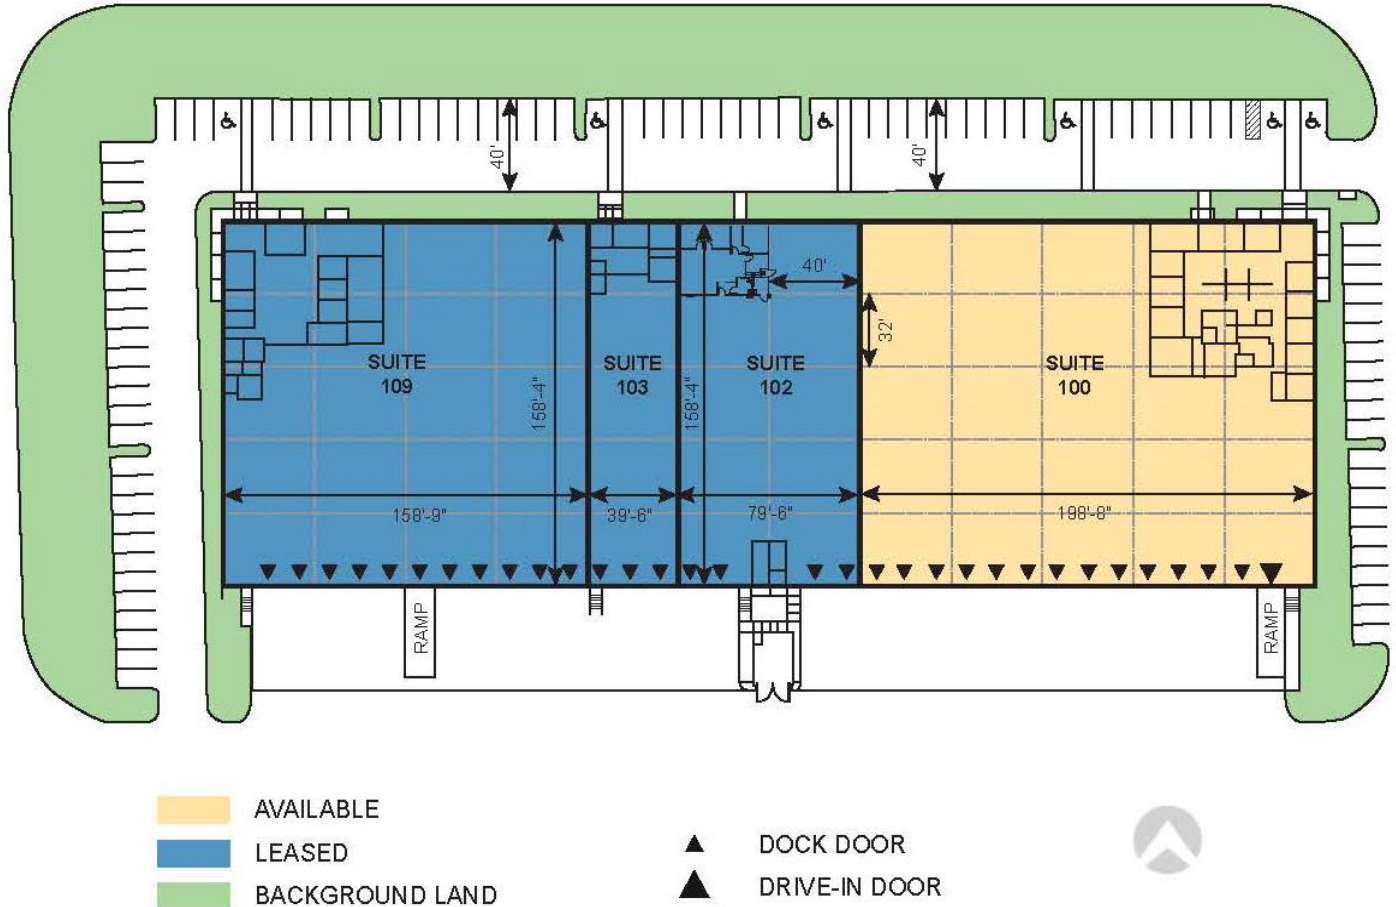 40'
40'
40'
32'
SUITE
109
SUITE
103
SUITE
102
SUITE
100
158'-4"
158'-4"
158'-9"
39'-6"
79'-6"
198'-8"
RAMP
RAMP
AVAILABLE
LEASED
BACKGROUND LAND
DOCK DOOR
DRIVE-IN DOOR